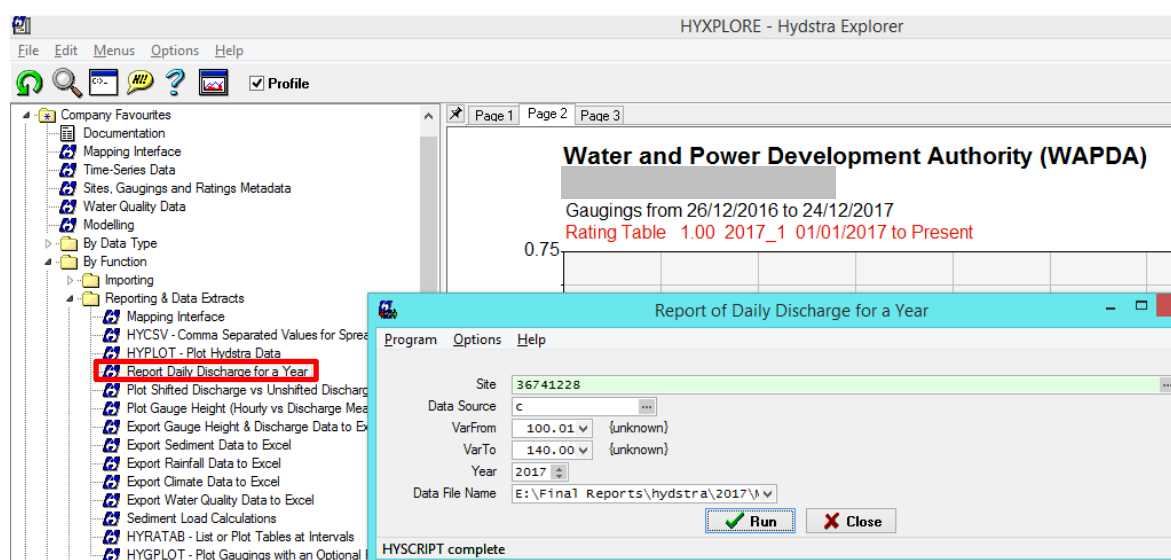 HYXPLORE - Hydstra Explorer
File Edit Menus Options Help
HY!
Profile
Company Favourites
Documentation
Mapping Interface
Time-Series Data
Sites, Gaugings and Ratings Metadata
Water Quality Data
Modelling
By Data Type
By Function
Importing
Reporting & Data Extracts
Mapping Interface
HYCSV - Comma Separated Values for Sprea
HYPLOT - Plot Hydstra Data
Report Daily Discharge for a Year
Plot Shifted Discharge vs Unshifted Discharg
Plot Gauge Height (Hourly vs Discharge Mea
Export Gauge Height & Discharge Data to Ex
Export Sediment Data to Excel
Export Rainfall Data to Excel
Export Climate Data to Excel
Export Water Quality Data to Excel
Sediment Load Calculations
HYRATAB - List or Plot Tables at Intervals
HYGPLOT - Plot Gaugings with an Optional
Page 1 Page 2 Page 3
Water and Power Development Authority (WAPDA)
Gaugings from 26/12/2016 to 24/12/2017
Rating Table 1.00 2017_1 01/01/2017 to Present
0.75
Report of Daily Discharge for a Year
Program Options Help
Site 36741228
Data Source c
VarFrom 100.01 {unknown}
VarTo 140.00 {unknown}
Year 2017
Data File Name E:\Final Reports\hydstra\2017\
Run Close
HYSCRIPT complete